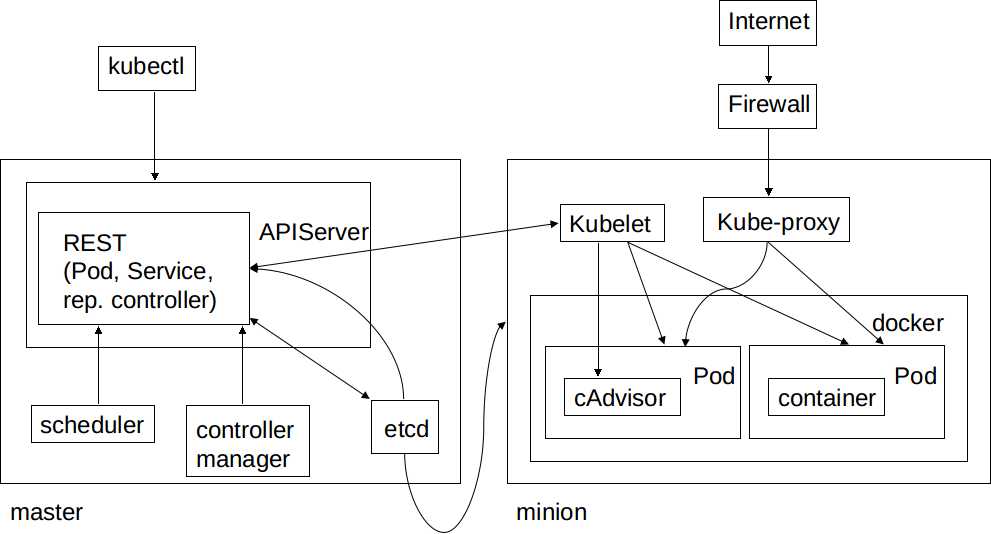 Internet
kubectl
Firewall
APIServer
REST
(Pod, Service,
rep. controller)
Kubelet
Kube-proxy
docker
Pod
Pod
cAdvisor
container
scheduler
controller
manager
etcd
master
minion